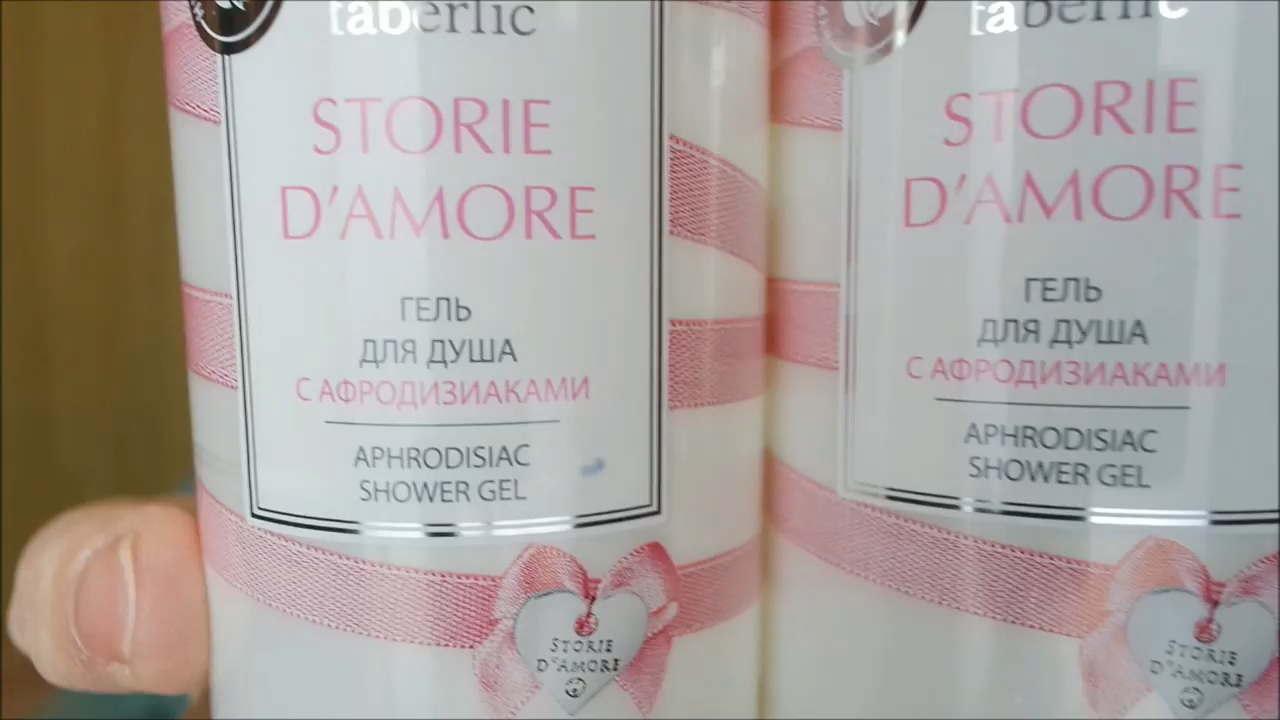 faberlic
STORIE
D'AMORE
ГЕЛЬ
ДЛЯ ДУША
С АФРОДИЗИАКАМИ
APHRODISIAC
SHOWER GEL
STORIE
D'AMORE
faberlic
STORIE
D'AMORE
ГЕЛЬ
ДЛЯ ДУША
С АФРОДИЗИАКАМИ
APHRODISIAC
SHOWER GEL
STORIE
D'AMORE